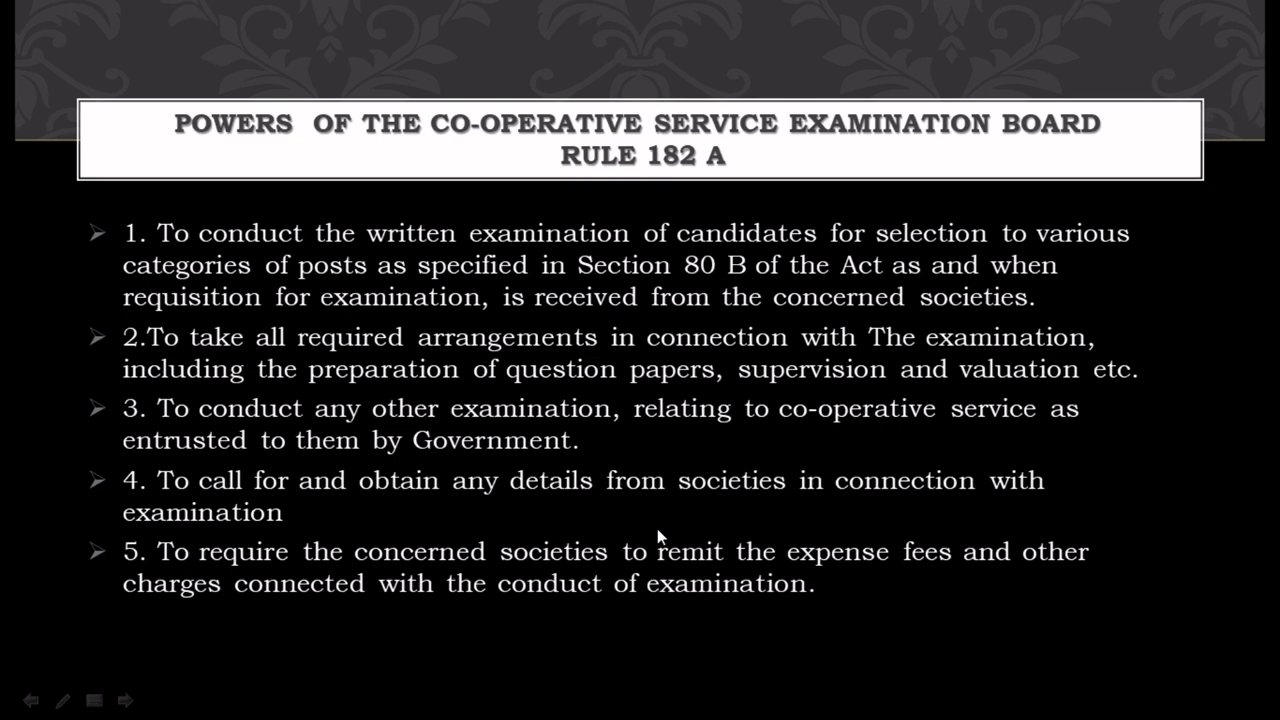 POWERS OF THE CO-OPERATIVE SERVICE EXAMINATION BOARD
RULE 182 A
1. To conduct the written examination of candidates for selection to various
categories of posts as specified in Section 80 B of the Act as and when
requisition for examination, is received from the concerned societies.
2.To take all required arrangements in connection with The examination,
including the preparation of question papers, supervision and valuation etc.
3. To conduct any other examination, relating to co-operative service as
entrusted to them by Government.
4. To call for and obtain any details from societies in connection with
examination
5. To require the concerned societies to remit the expense fees and other
charges connected with the conduct of examination.